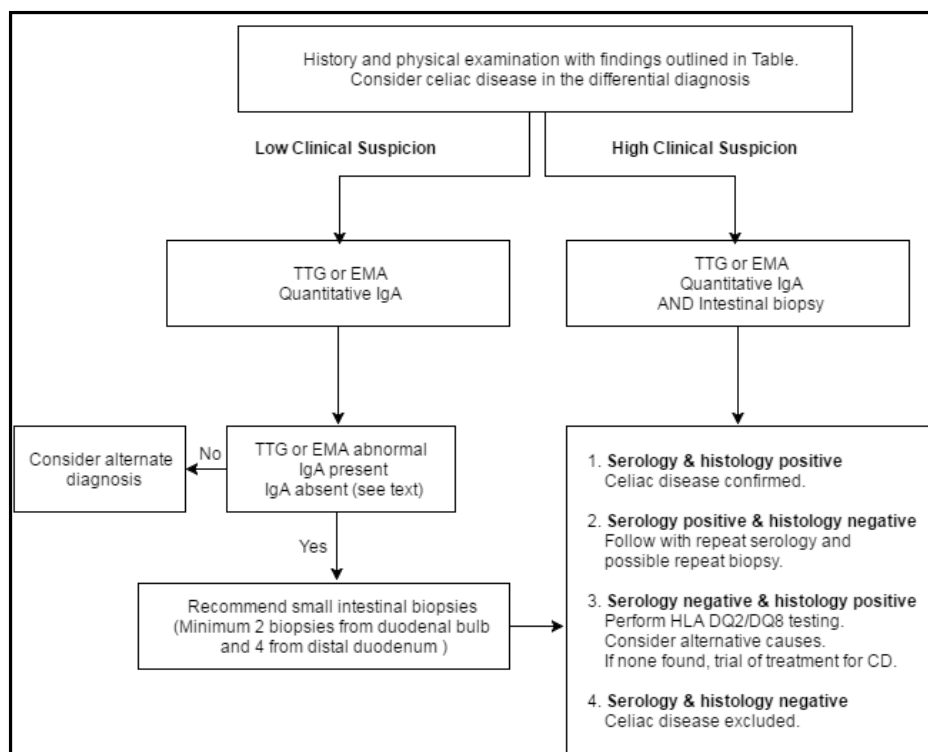 History and physical examination with findings outlined in Table.
Consider celiac disease in the differential diagnosis
Low Clinical Suspicion
High Clinical Suspicion
TTG or EMA
Quantitative IgA
TTG or EMA
Quantitative IgA
AND Intestinal biopsy
Consider alternate
diagnosis
No
TTG or EMA abnormal
IgA present
IgA absent (see text)
Yes
Recommend small intestinal biopsies
(Minimum 2 biopsies from duodenal bulb
and 4 from distal duodenum )
1. Serology & histology positive
Celiac disease confirmed.
2. Serology positive & histology negative
Follow with repeat serology and
possible repeat biopsy.
3. Serology negative & histology positive
Perform HLA DQ2/DQ8 testing.
Consider alternative causes.
If none found, trial of treatment for CD.
4. Serology & histology negative
Celiac disease excluded.